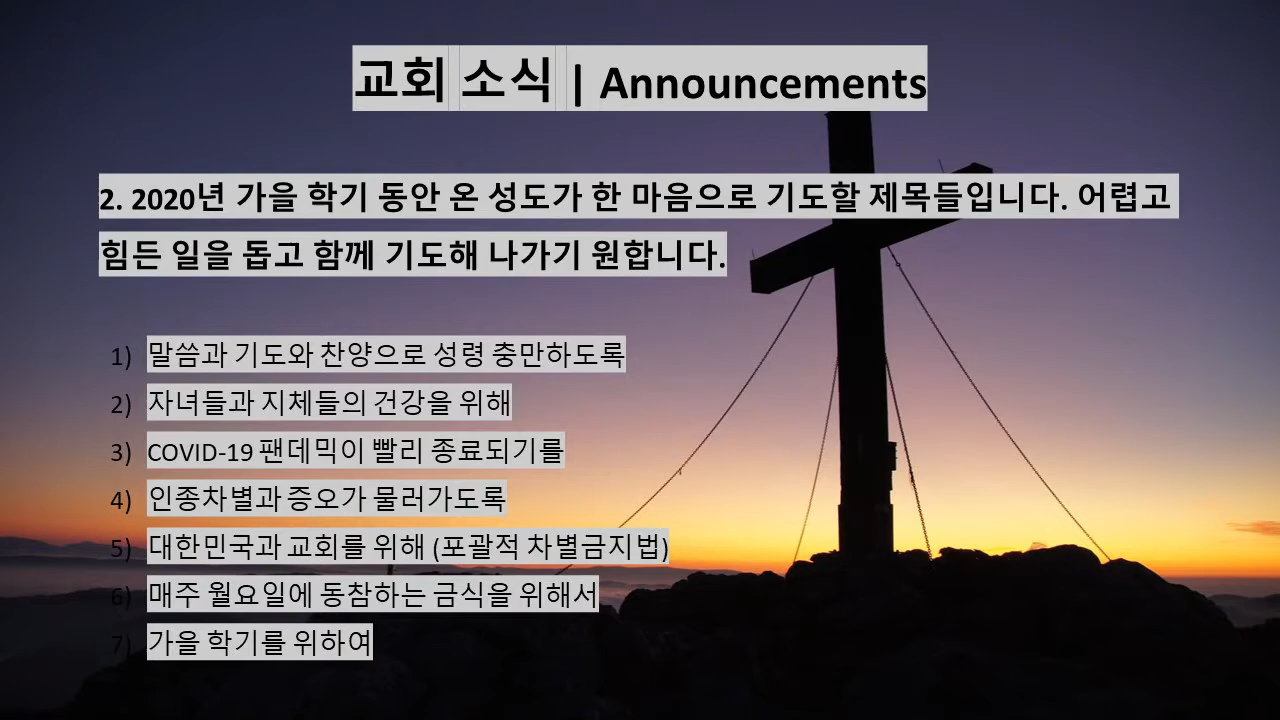 교회 소식 | Announcements
2. 2020년 가을 학기 동안 온 성도가 한 마음으로 기도할 제목들입니다. 어렵고
힘든 일을 돕고 함께 기도해 나가기 원합니다.
1) 말씀과 기도와 찬양으로 성령 충만하도록
2) 자녀들과 지체들의 건강을 위해
3) COVID-19 팬데믹이 빨리 종료되기를
4) 인종차별과 증오가 물러가도록
5) 대한민국과 교회를 위해 (포괄적 차별금지법)
6) 매주 월요일에 동참하는 금식을 위해서
7) 가을 학기를 위하여